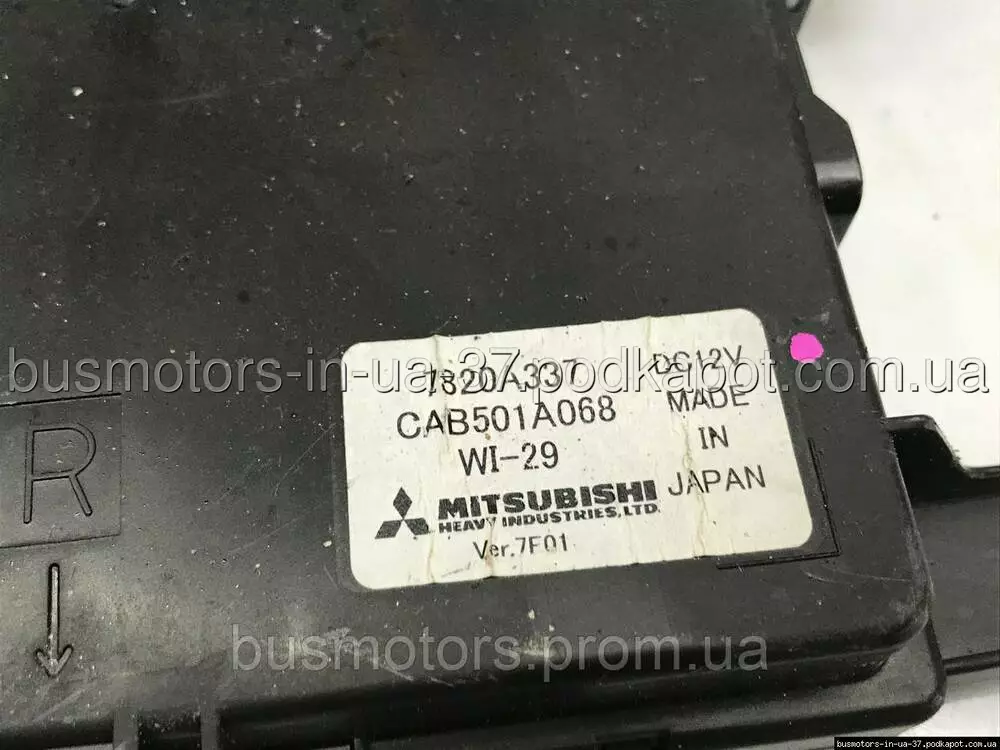 busmotors-in-ua-37.podkapot.com.ua
7820A337
CAB501A068
WI-29
MITSUBISHI
HEAVY INDUSTRIES,LTD.
Ver.7F01
DC12V
MADE
IN
JAPAN
R
busmotors.prom.ua
busmotors-in-ua-37.podkapot.com.ua